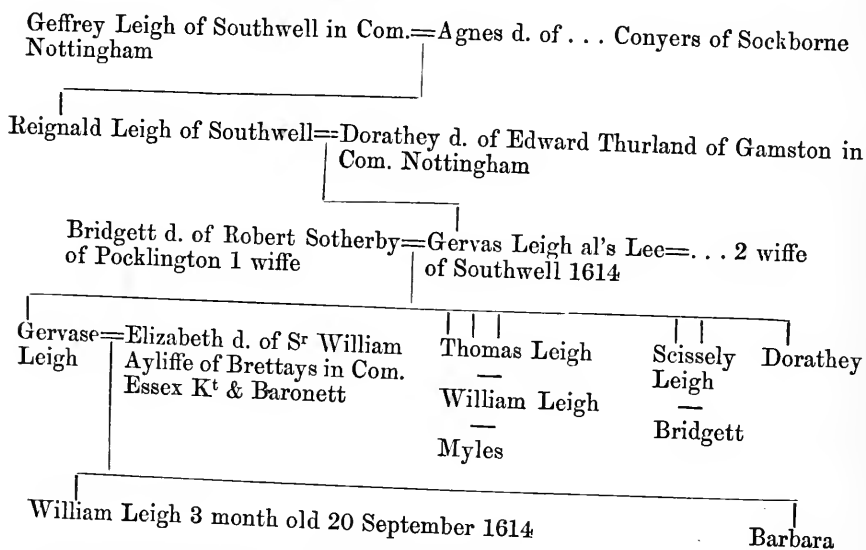 Geffrey Leigh of Southwell in Com.=Agnes d. of . . . Conyers of Sockborne
Nottingham
Reignald Leigh of Southwell=Dorathey d. of Edward Thurland of Gamston in
Com. Nottingham
Bridgett d. of Robert Sotherby=Gervas Leigh al's Lee=. . . 2 wiffe
of Pocklington 1 wiffe
of Southwell 1614
Gervase=Elizabeth d. of Sʳ William
Leigh
Ayliffe of Brettays in Com.
Essex Kᵗ & Baronett
Thomas Leigh
—
William Leigh
—
Myles
Scissely
Leigh
—
Bridgett
Dorathey
William Leigh 3 month old 20 September 1614
Barbara